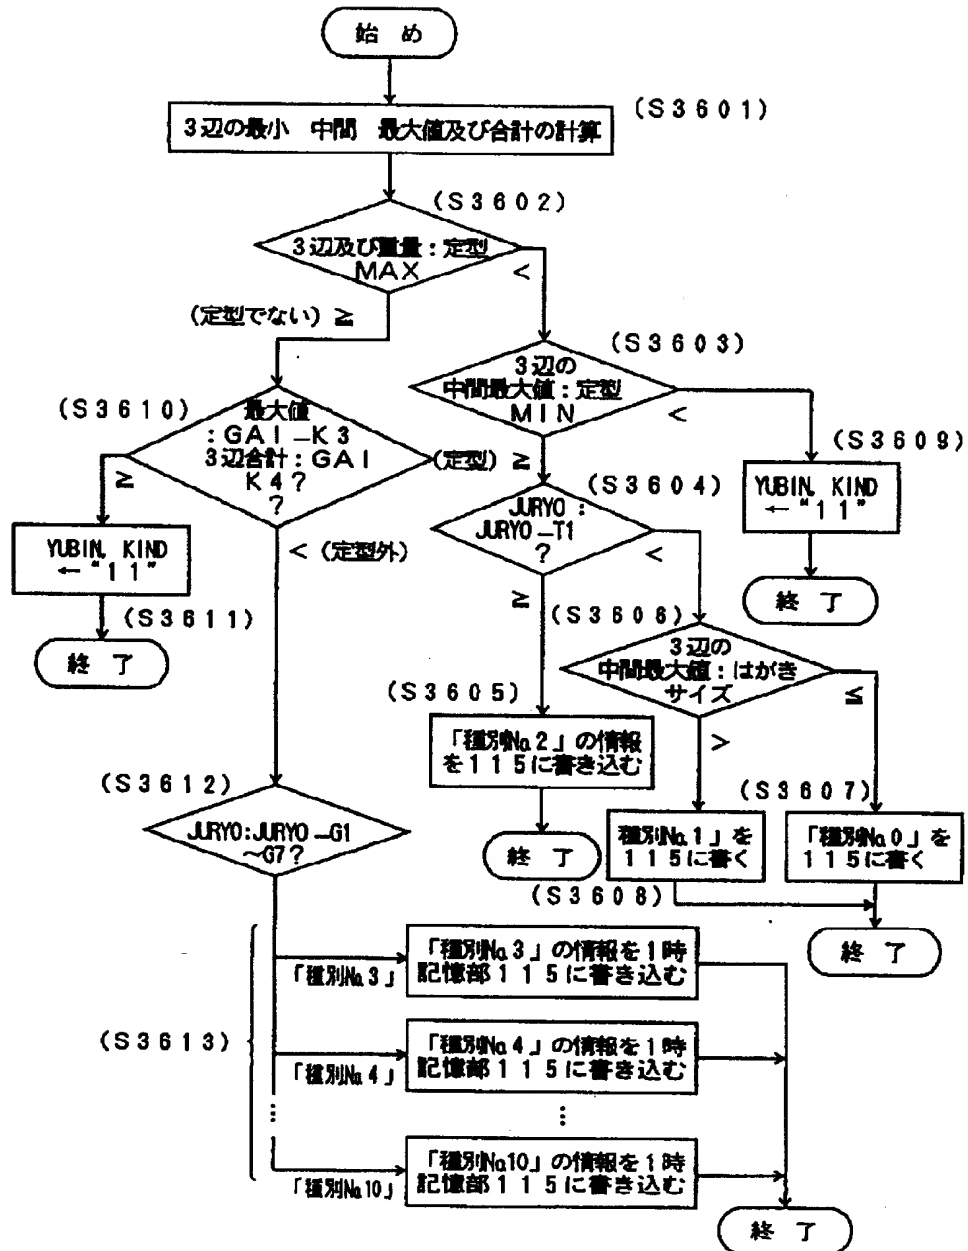 始 め
(S3601)
3辺の最小 中間 最大値及び合計の計算
(S3602)
3辺及び重量:定型
MAX
<
(定型でない) ≧
(S3603)
3辺の
中間最大値:定型
MIN
<
(定型) ≧
(S3609)
YUBIN. KIND
← "11"
終 了
(S3610)
最大値
:GAI-K3
3辺合計:GAI
K4?
?
≧
YUBIN. KIND
← "11"
(S3611)
終 了
< (定型外)
(S3604)
JURYO:
JURYO-T1
?
<
≧
(S3606)
3辺の
中間最大値:はがき
サイズ
≦
>
(S3605)
「種別No.2」の情報
を115に書き込む
終 了
(S3607)
種別No.1」を
115に書く
「種別No.0」を
115に書く
(S3608)
終 了
(S3612)
JURYO:JURYO-G1
~G7?
(S3613)
「種別No.3」
「種別No.3」の情報を1時
記憶部115に書き込む
「種別No.4」
「種別No.4」の情報を1時
記憶部115に書き込む
⋮
⋮
「種別No.10」
「種別No.10」の情報を1時
記憶部115に書き込む
終 了